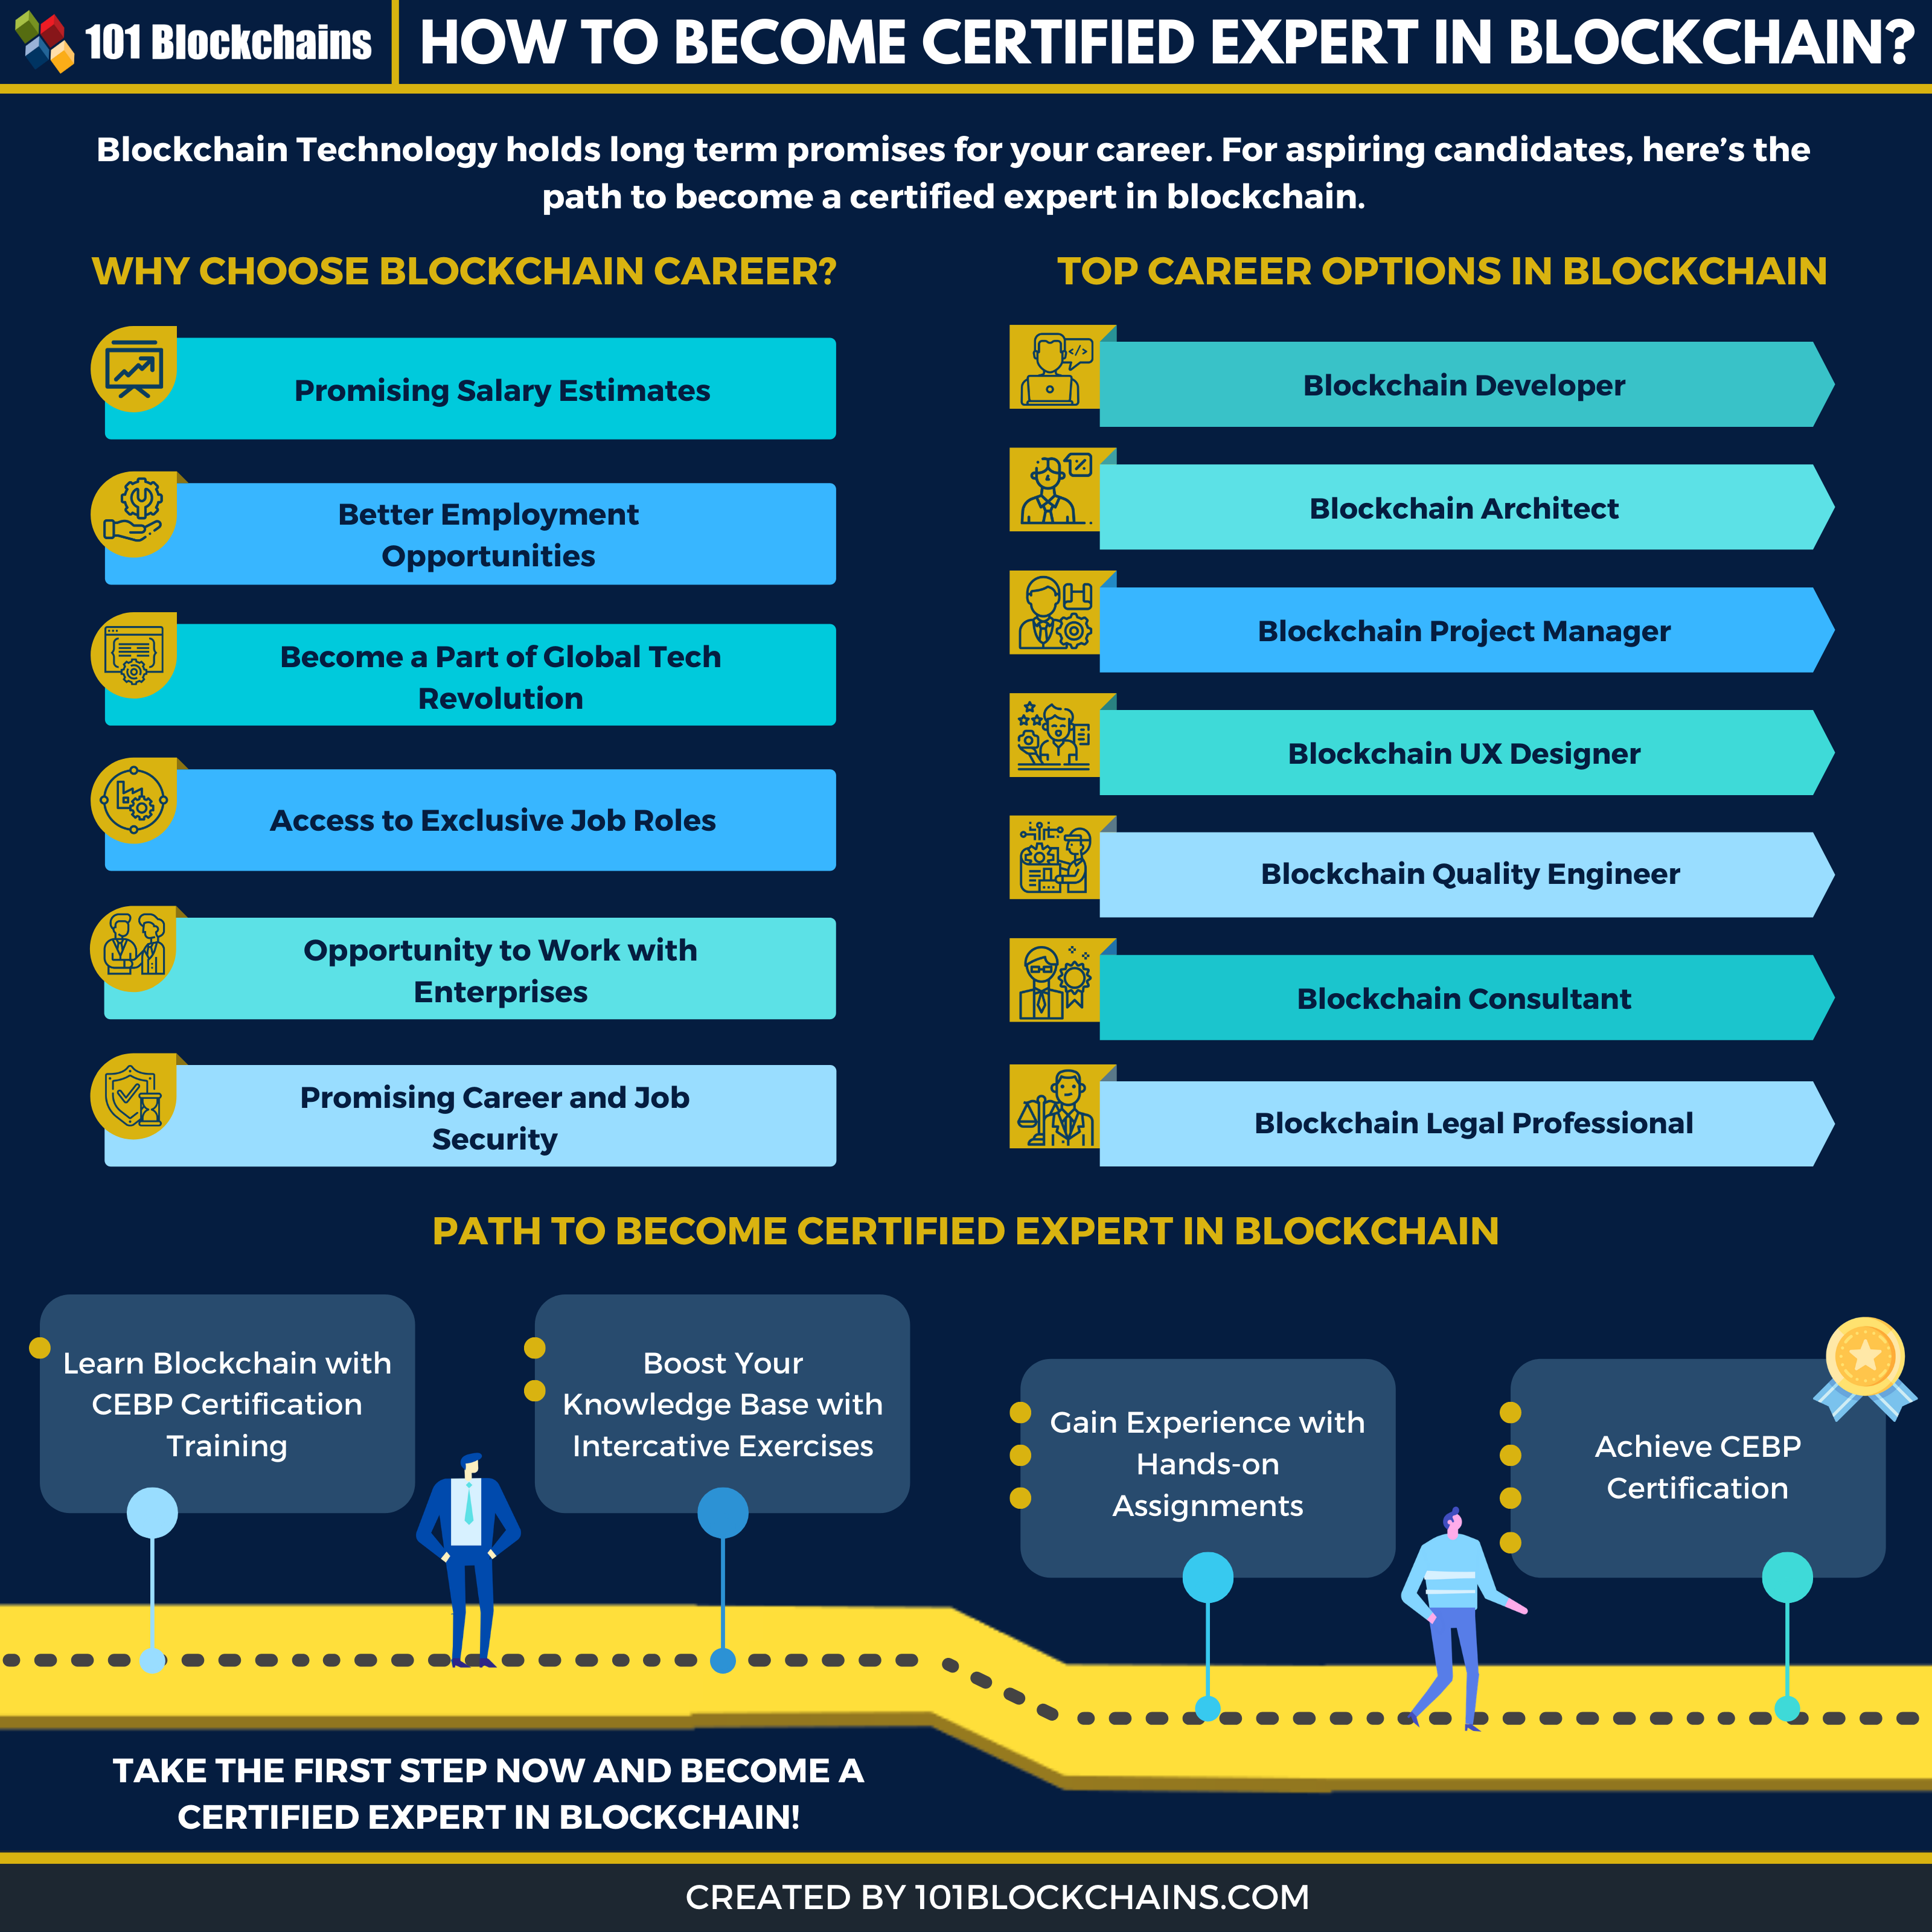 101 Blockchains
HOW TO BECOME CERTIFIED EXPERT IN BLOCKCHAIN?
Blockchain Technology holds long term promises for your career. For aspiring candidates, here's the
path to become a certified expert in blockchain.
WHY CHOOSE BLOCKCHAIN CAREER?
Promising Salary Estimates
Better Employment
Opportunities
Become a Part of Global Tech
Revolution
Access to Exclusive Job Roles
Opportunity to Work with
Enterprises
Promising Career and Job
Security
TOP CAREER OPTIONS IN BLOCKCHAIN
Blockchain Developer
Blockchain Architect
Blockchain Project Manager
Blockchain UX Designer
Blockchain Quality Engineer
Blockchain Consultant
Blockchain Legal Professional
PATH TO BECOME CERTIFIED EXPERT IN BLOCKCHAIN
Learn Blockchain with
CEBP Certification
Training
Boost Your
Knowledge Base with
Intercative Exercises
Gain Experience with
Hands-on
Assignments
Achieve CEBP
Certification
TAKE THE FIRST STEP NOW AND BECOME A
CERTIFIED EXPERT IN BLOCKCHAIN!
CREATED BY 101BLOCKCHAINS.COM